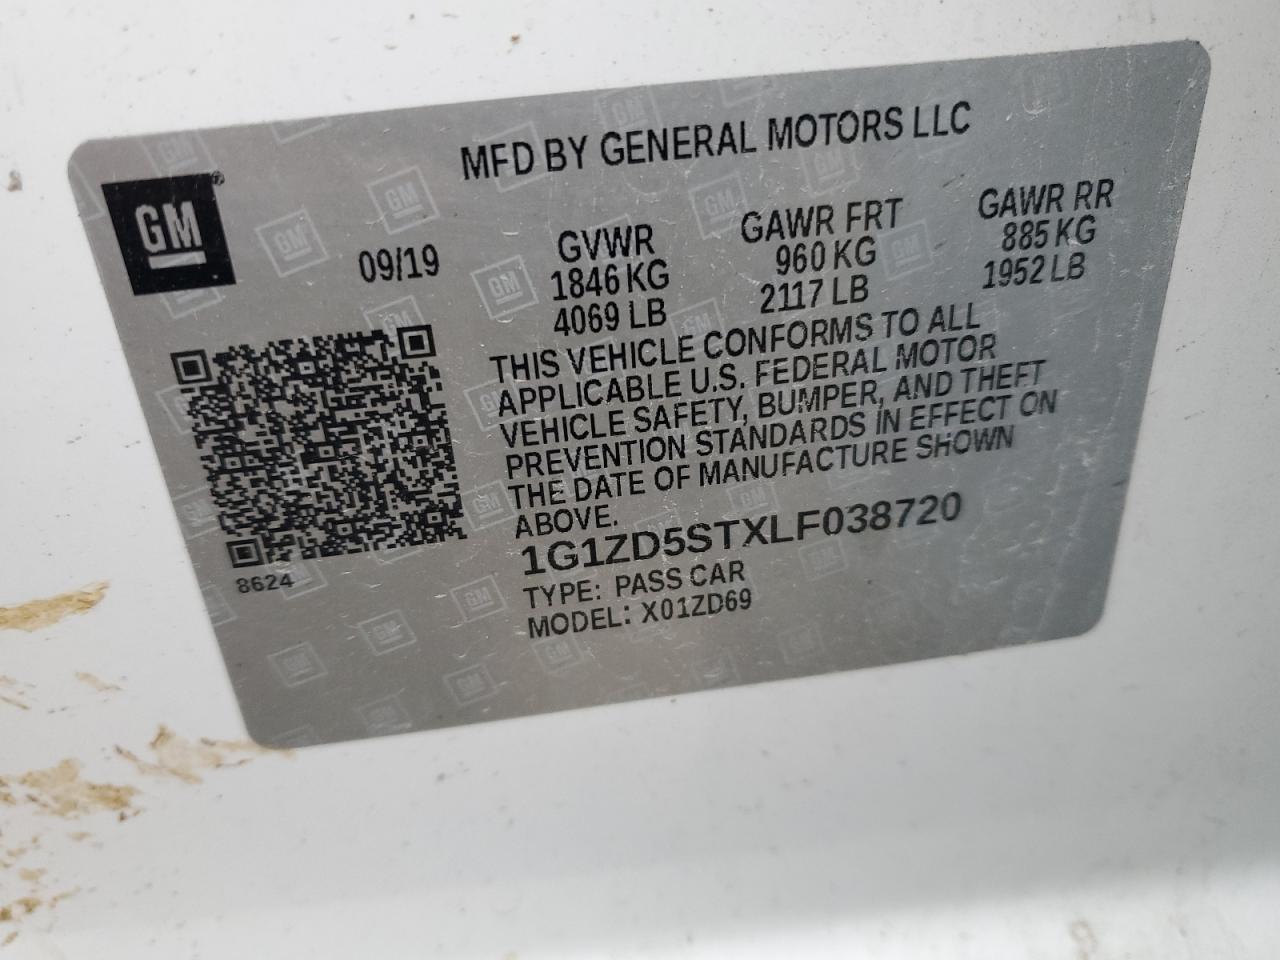 MFD BY GENERAL MOTORS LLC
GM
09/19
GVWR
1846 KG
4069 LB
GAWR FRT
960 KG
2117 LB
GAWR RR
885 KG
1952 LB
THIS VEHICLE CONFORMS TO ALL
APPLICABLE U.S. FEDERAL MOTOR
VEHICLE SAFETY, BUMPER, AND THEFT
PREVENTION STANDARDS IN EFFECT ON
THE DATE OF MANUFACTURE SHOWN
ABOVE.
1G1ZD5STXLF038720
8624
TYPE: PASS CAR
MODEL: X01ZD69